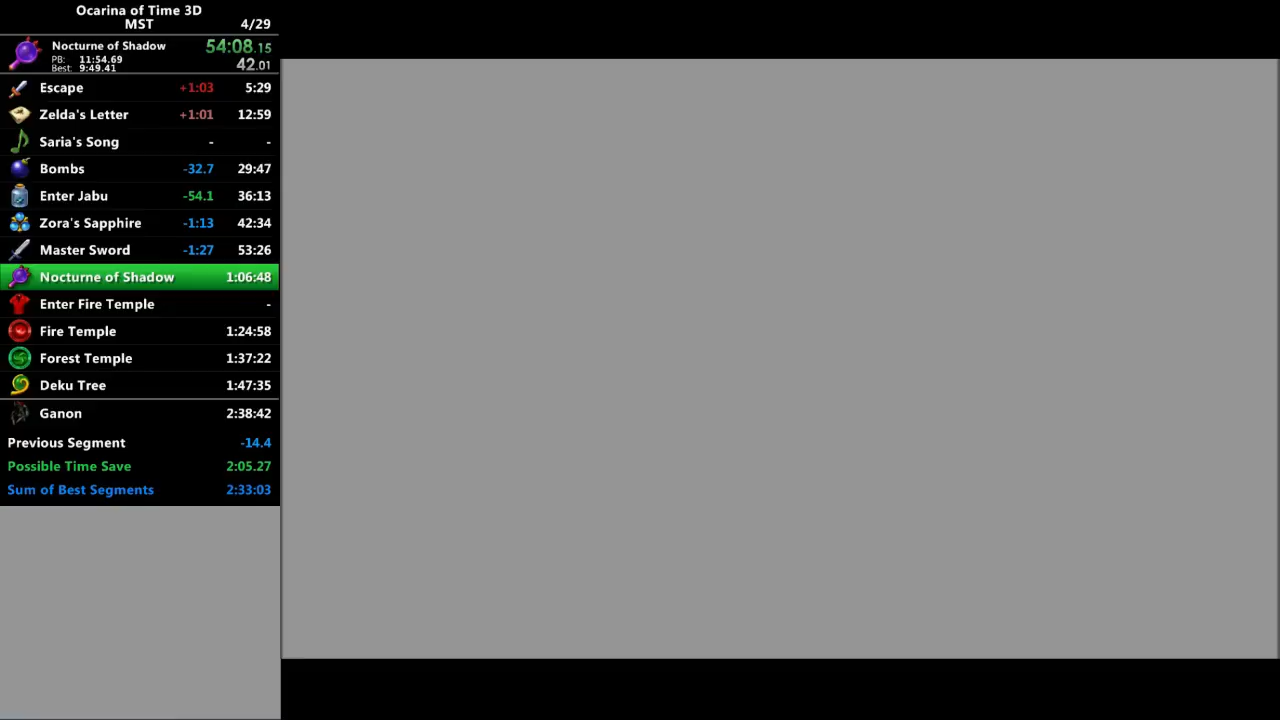 Ocarina of Time 3D
MST 4/29
Nocturne of Shadow 54:08.15
PB: 11:54.69 42.01
Best: 9:49.41
Escape +1:03 5:29
Zelda's Letter +1:01 12:59
Saria's Song - -
Bombs -32.7 29:47
Enter Jabu -54.1 36:13
Zora's Sapphire -1:13 42:34
Master Sword -1:27 53:26
Nocturne of Shadow 1:06:48
Enter Fire Temple -
Fire Temple 1:24:58
Forest Temple 1:37:22
Deku Tree 1:47:35
Ganon 2:38:42
Previous Segment -14.4
Possible Time Save 2:05.27
Sum of Best Segments 2:33:03